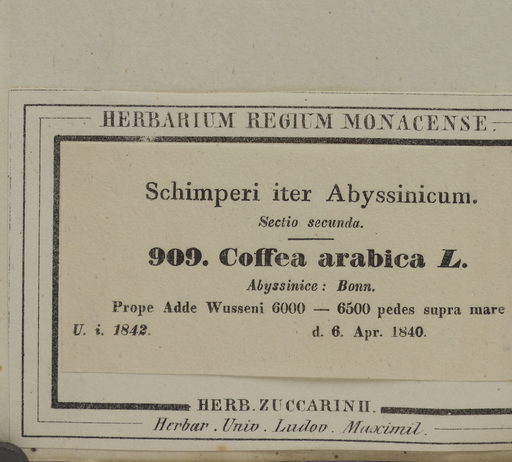 HERBARIUM REGIUM MONACENSE.
Schimperi iter Abyssinicum.
Sectio secunda.
909. Coffea arabica L.
Abyssinice: Bonn.
Prope Adde Wusseni 6000 — 6500 pedes supra mare
U. i. 1842. d. 6. Apr. 1840.
HERB. ZUCCARINII.
Herbar. Univ. Ludov. Maximil.